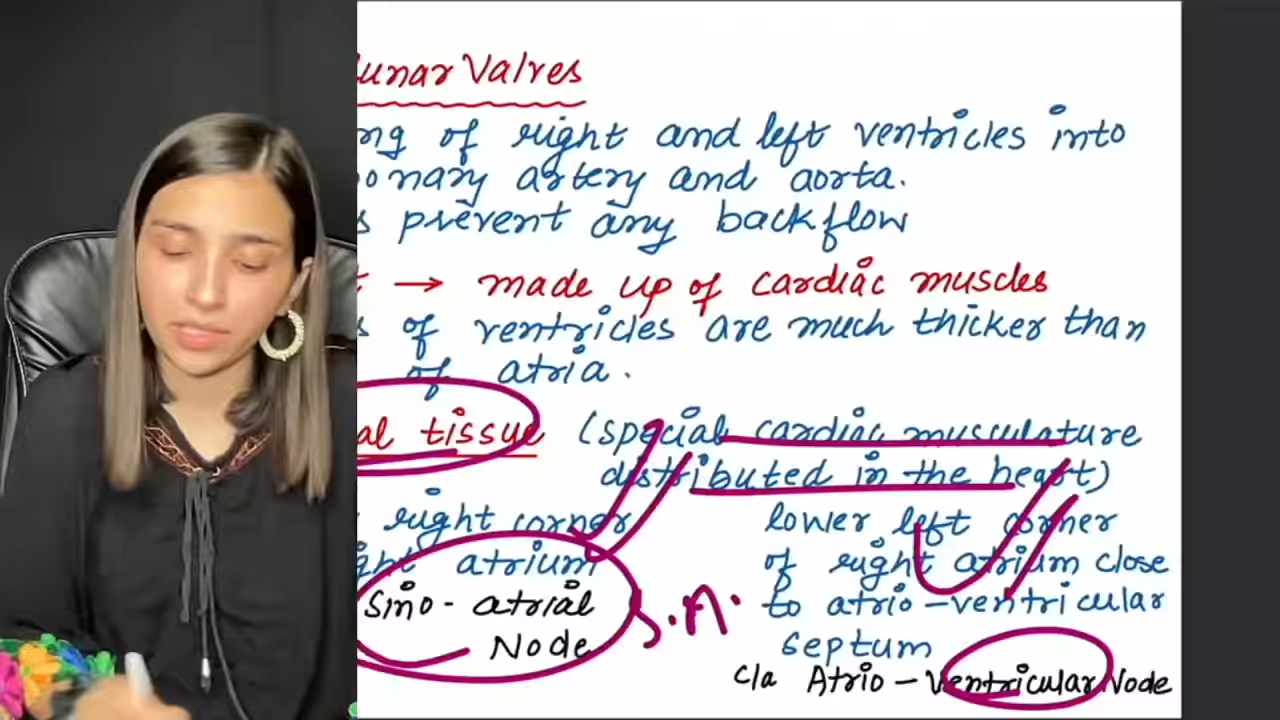 lunar Valves
ng of right and left ventricles into
onary artery and aorta.
s prevent any backflow
→ made up of cardiac muscles
s of ventricles are much thicker than
of atria.
al tissue (special cardiac musculature
distributed in the heart)
right corner
ght atrium
Sino-atrial
Node
S.A.
lower left corner
of right atrium close
to atrio-ventricular
septum
c/a Atrio-Ventricular Node